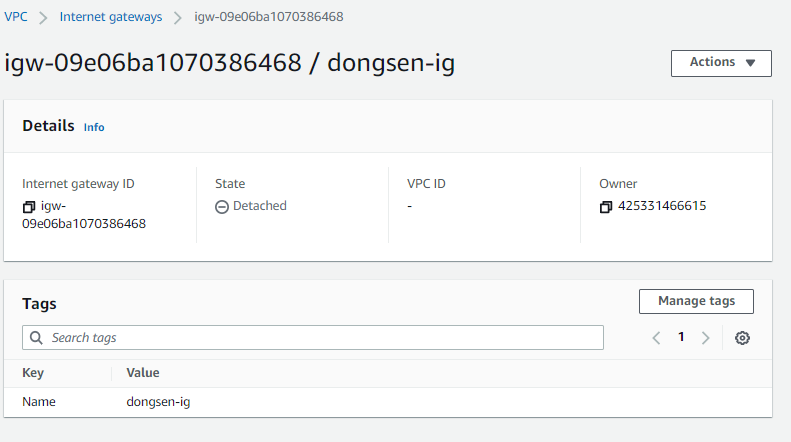 VPC > Internet gateways > igw-09e06ba1070386468
igw-09e06ba1070386468 / dongsen-ig
Actions
Details Info
Internet gateway ID
igw-
09e06ba1070386468
State
Detached
VPC ID
-
Owner
425331466615
Tags
Manage tags
Search tags
1
Key Value
Name dongsen-ig